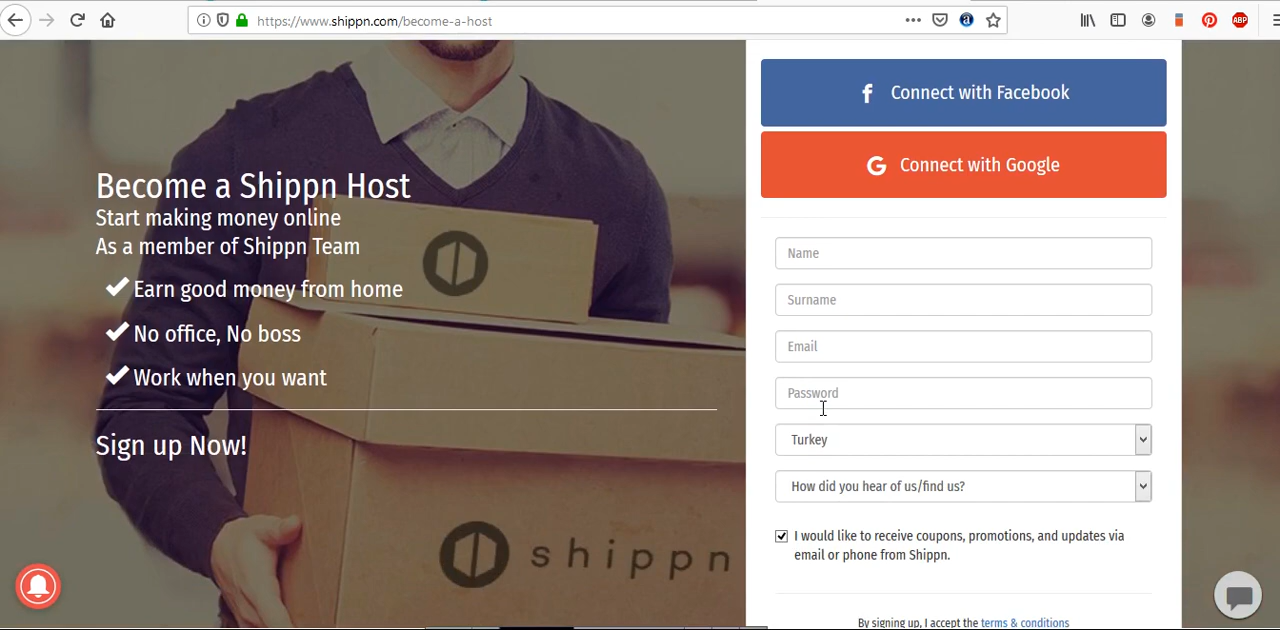 https://www.shippn.com/become-a-host
ABP
Become a Shippn Host
Start making money online
As a member of Shippn Team
Earn good money from home
No office, No boss
Work when you want
Sign up Now!
shippn
Connect with Facebook
Connect with Google
Name
Surname
Email
Password
Turkey
How did you hear of us/find us?
I would like to receive coupons, promotions, and updates via
email or phone from Shippn.
By signing up, I accept the terms & conditions